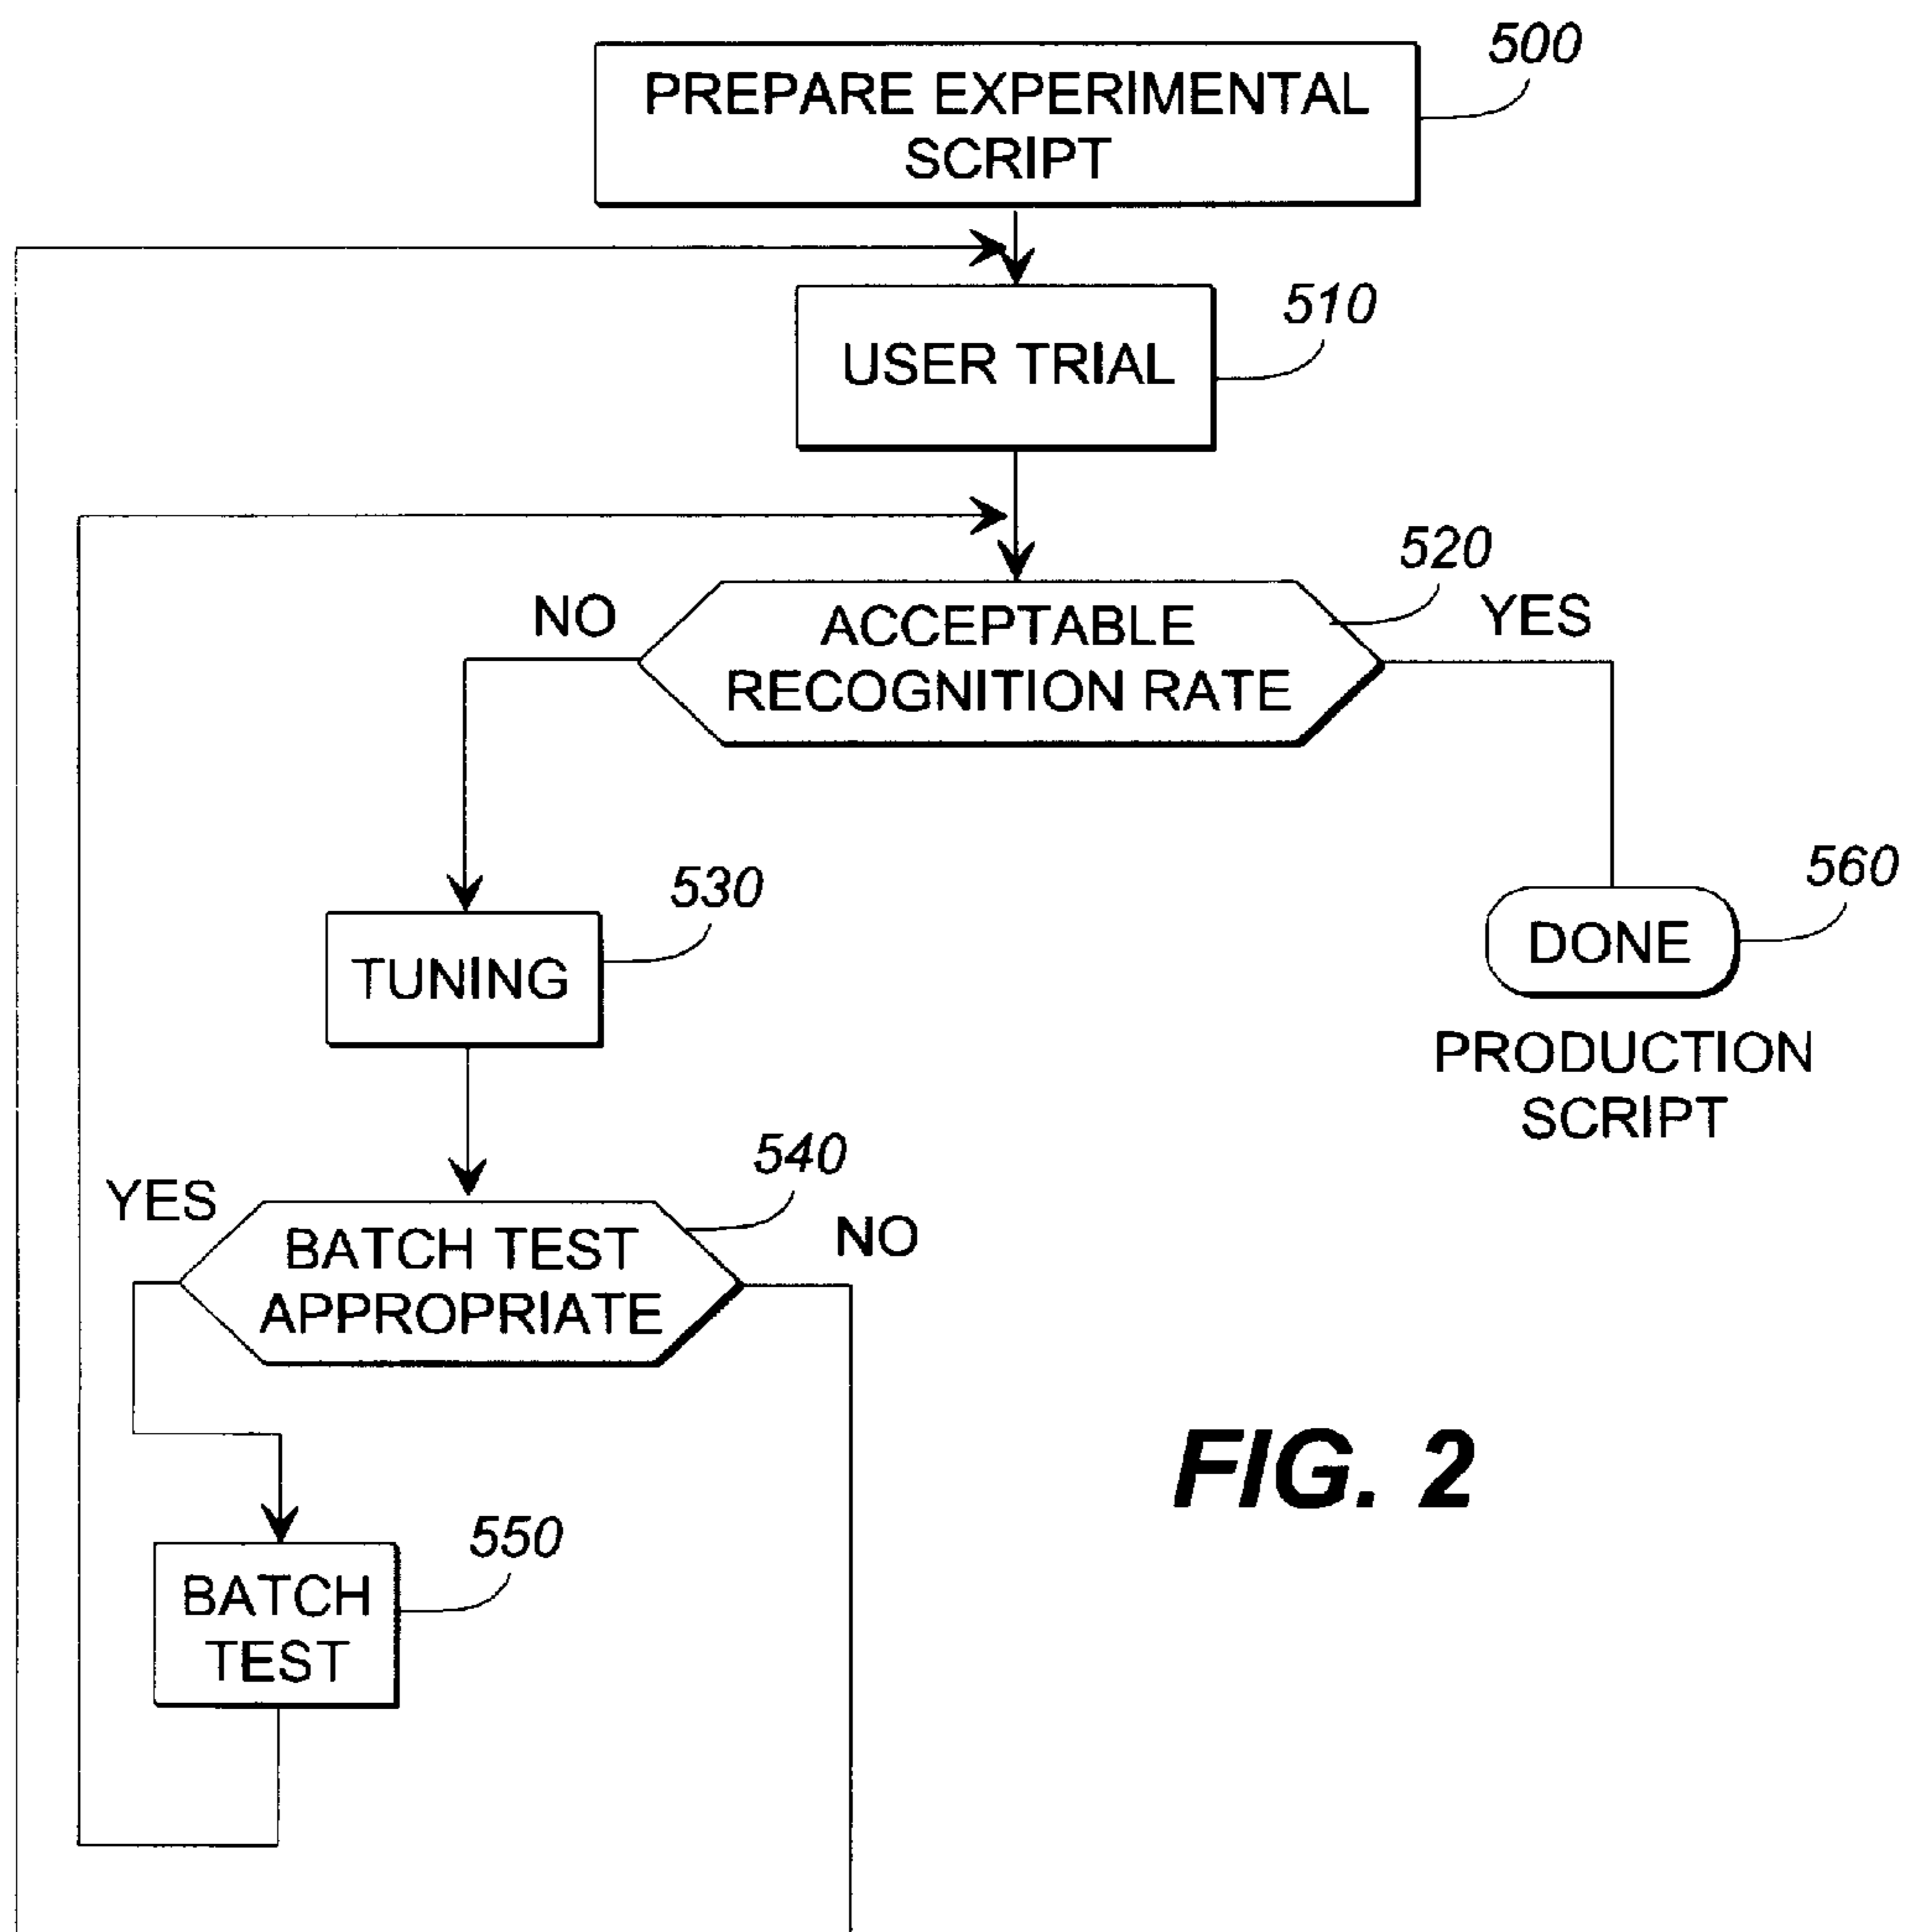 500
PREPARE EXPERIMENTAL
SCRIPT
510
USER TRIAL
520
NO
YES
ACCEPTABLE
RECOGNITION RATE
530
TUNING
560
DONE
PRODUCTION
SCRIPT
540
YES
NO
BATCH TEST
APPROPRIATE
550
BATCH
TEST
FIG. 2